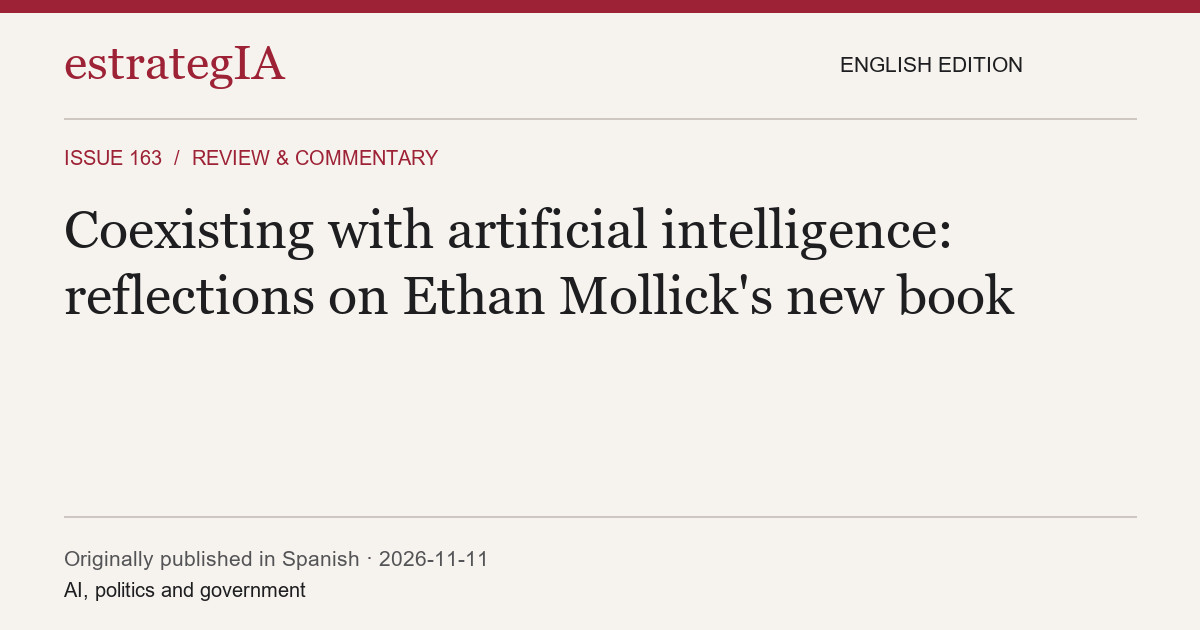 estrategIA
ENGLISH EDITION
ISSUE 163 / REVIEW & COMMENTARY
Coexisting with artificial intelligence:
reflections on Ethan Mollick's new book
Originally published in Spanish · 2026-11-11
AI, politics and government